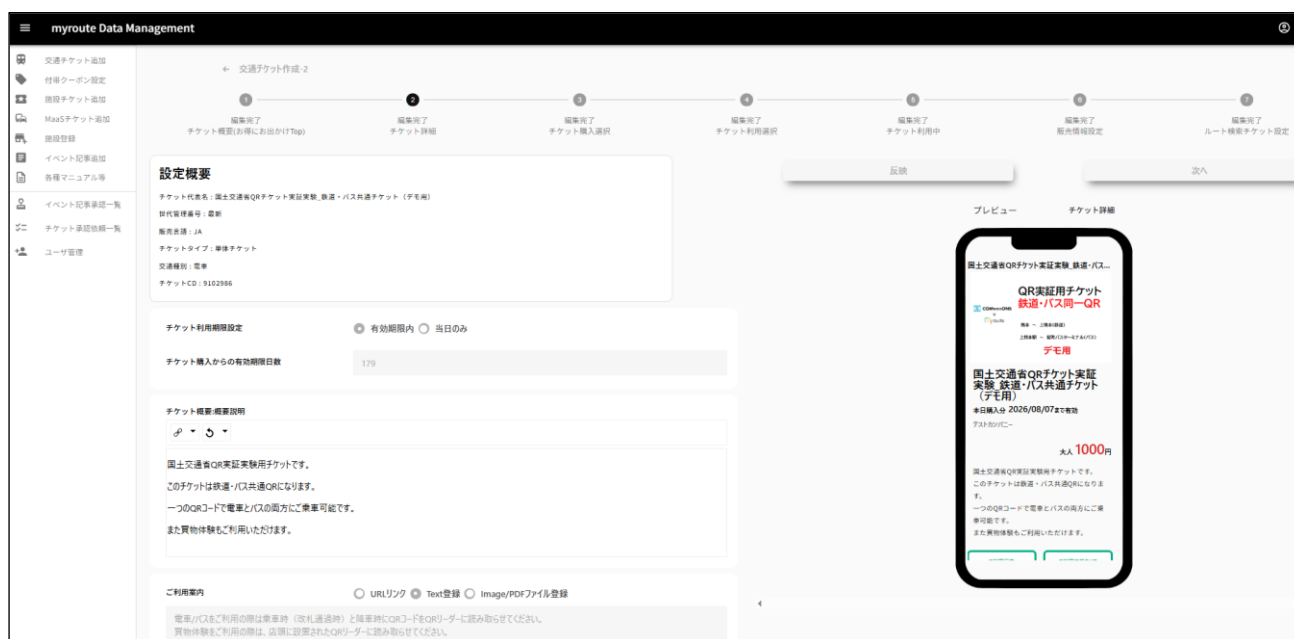 myroute Data Management
交通チケット追加
付帯クーポン設定
施設チケット追加
MaaSチケット追加
施設登録
イベント記事追加
各種マニュアル等
イベント記事承認一覧
チケット承認依頼一覧
ユーザ管理
← 交通チケット作成-2
1 2 3 4 5 6 7
編集完了 編集完了 編集完了 編集完了 編集完了 編集完了 編集完了
チケット概要(お得にお出かけTop) チケット詳細 チケット購入選択 チケット利用選択 チケット利用中 販売情報設定 ルート検索チケット設定
設定概要
チケット代表名：国土交通省QRチケット実証実験_鉄道・バス共通チケット（デモ用）
世代管理番号：最新
販売言語：JA
チケットタイプ：単体チケット
交通種別：電車
チケットCD：9102986
チケット利用期限設定 有効期限内 当日のみ
チケット購入からの有効期限日数 179
チケット概要:概要説明
国土交通省QR実証実験用チケットです。
このチケットは鉄道・バス共通QRになります。
一つのQRコードで電車とバスの両方にご乗車可能です。
また買物体験もご利用いただけます。
ご利用案内 URLリンク Text登録 Image/PDFファイル登録
電車/バスをご利用の際は乗車時（改札通過時）と降車時にQRコードをQRリーダーに読み取らせてください。
買物体験をご利用の際は、店頭に設置されたQRリーダーに読み取らせてください。
反映 次へ
プレビュー チケット詳細
国土交通省QRチケット実証実験_鉄道・バス...
QR実証用チケット
鉄道・バス同一QR
myroute
デモ用
国土交通省QRチケット実証
実験_鉄道・バス共通チケット
（デモ用）
本日購入分 2026/08/07まで有効
テストカンパニー
大人 1000円
国土交通省QR実証実験用チケットです。
このチケットは鉄道・バス共通QRになりま
す。
一つのQRコードで電車とバスの両方にご乗
車可能です。
また買物体験もご利用いただけます。